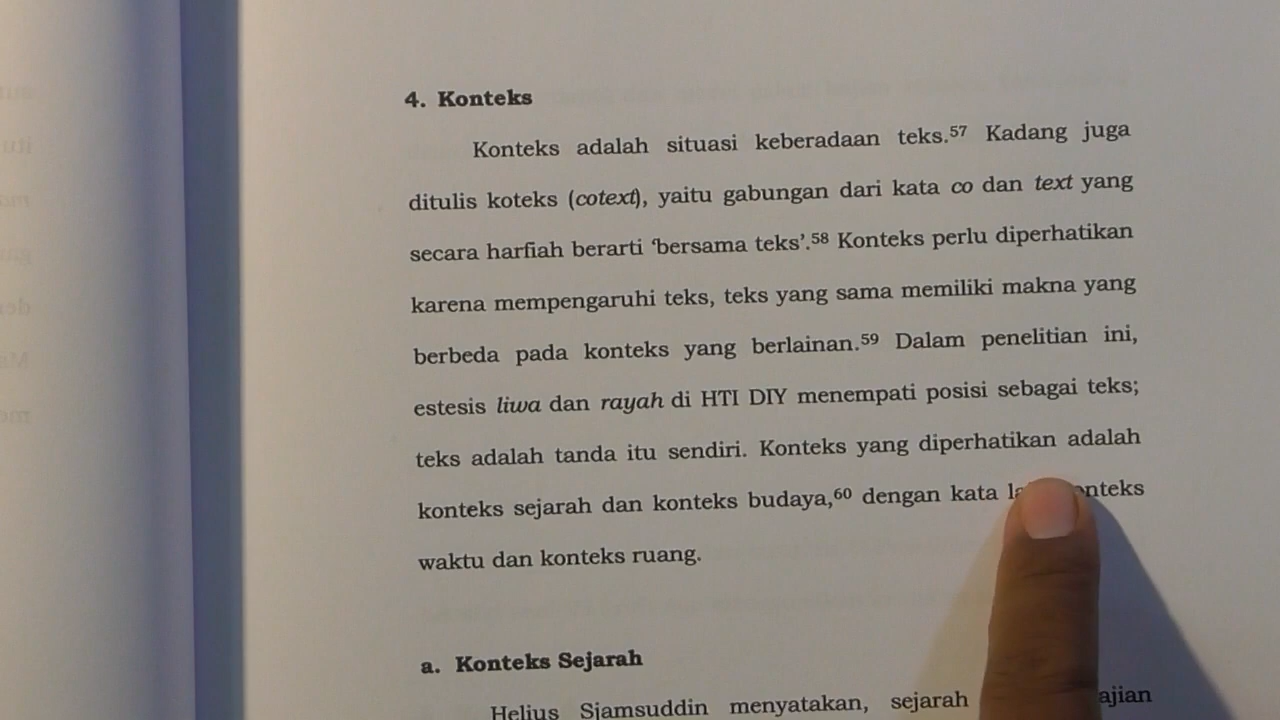 4. Konteks
Konteks adalah situasi keberadaan teks.57 Kadang juga
ditulis koteks (cotext), yaitu gabungan dari kata co dan text yang
secara harfiah berarti ‘bersama teks’.58 Konteks perlu diperhatikan
karena mempengaruhi teks, teks yang sama memiliki makna yang
berbeda pada konteks yang berlainan.59 Dalam penelitian ini,
estesis liwa dan rayah di HTI DIY menempati posisi sebagai teks;
teks adalah tanda itu sendiri. Konteks yang diperhatikan adalah
konteks sejarah dan konteks budaya,60 dengan kata
waktu dan konteks ruang.
a. Konteks Sejarah
Helius Sjamsuddin menyatakan, sejarah